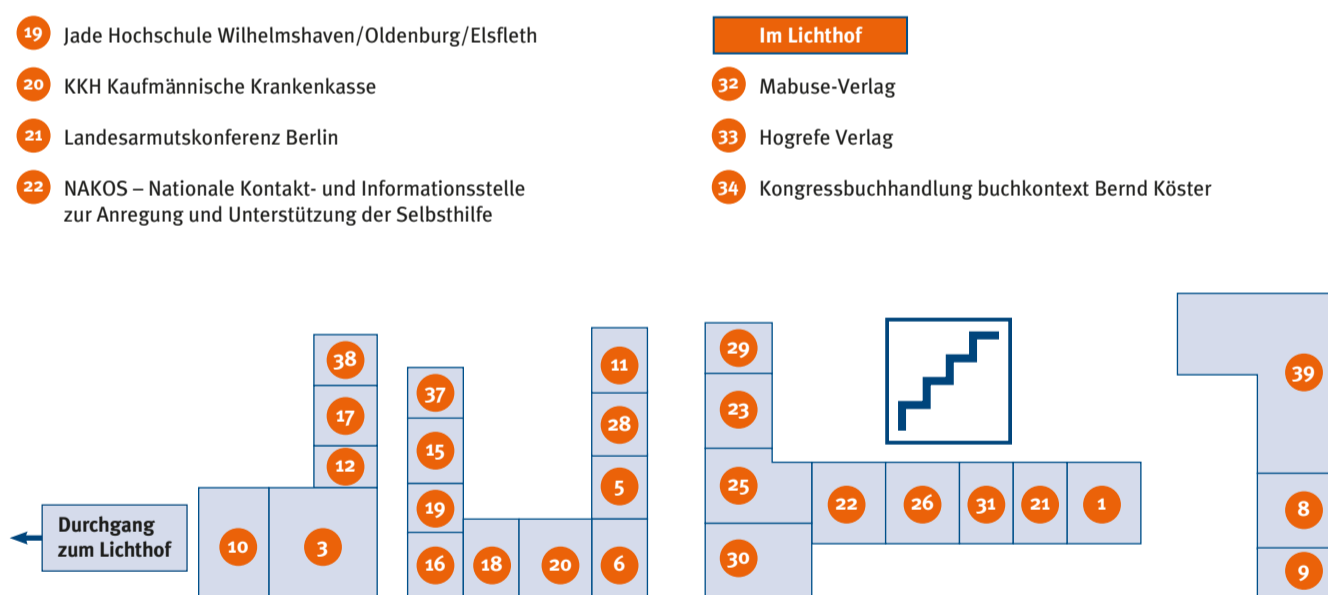 19 Jade Hochschule Wilhelmshaven/Oldenburg/Elsfleth
20 KKH Kaufmännische Krankenkasse
21 Landesarmutskonferenz Berlin
22 NAKOS – Nationale Kontakt- und Informationsstelle
zur Anregung und Unterstützung der Selbsthilfe
Im Lichthof
32 Mabuse-Verlag
33 Hogrefe Verlag
34 Kongressbuchhandlung buchkontext Bernd Köster
Durchgang
zum Lichthof
10
3
38
17
12
37
15
19
16
18
20
11
28
5
6
29
23
25
30
22
26
31
21
1
39
8
9